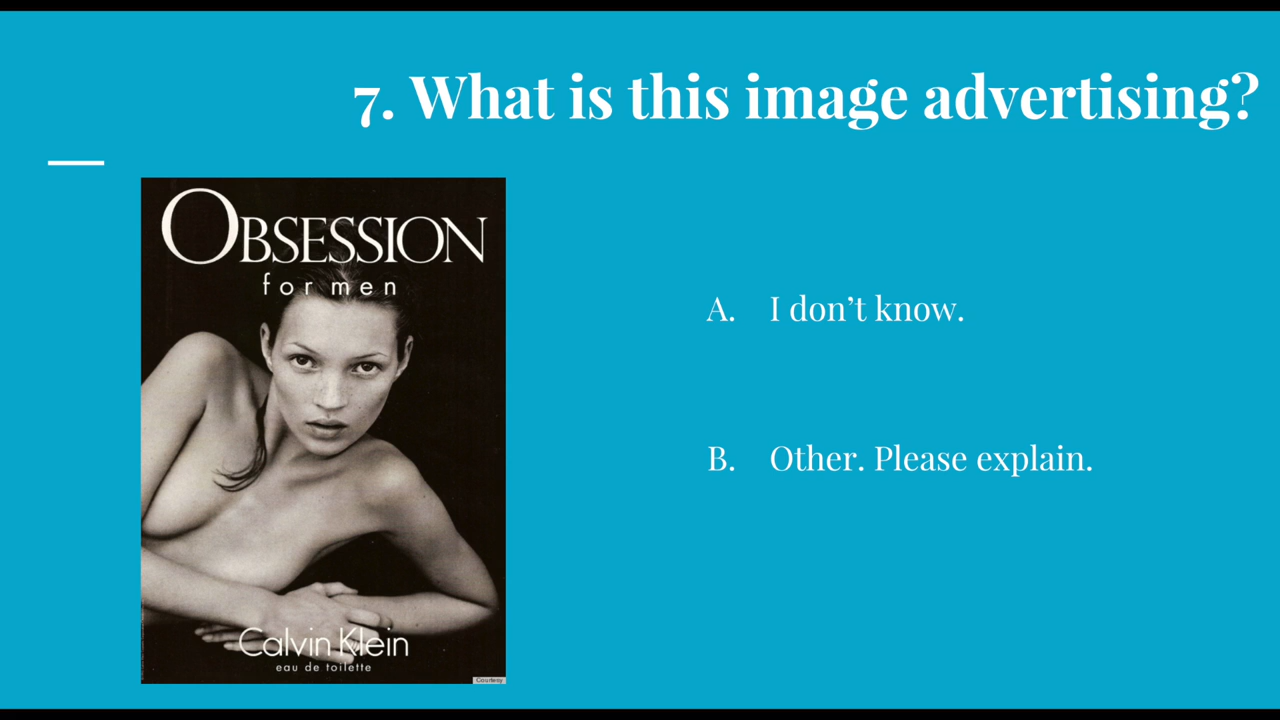 7. What is this image advertising?
OBSESSION
for men
Calvin Klein
eau de toilette
Courtesy
A. I don’t know.
B. Other. Please explain.